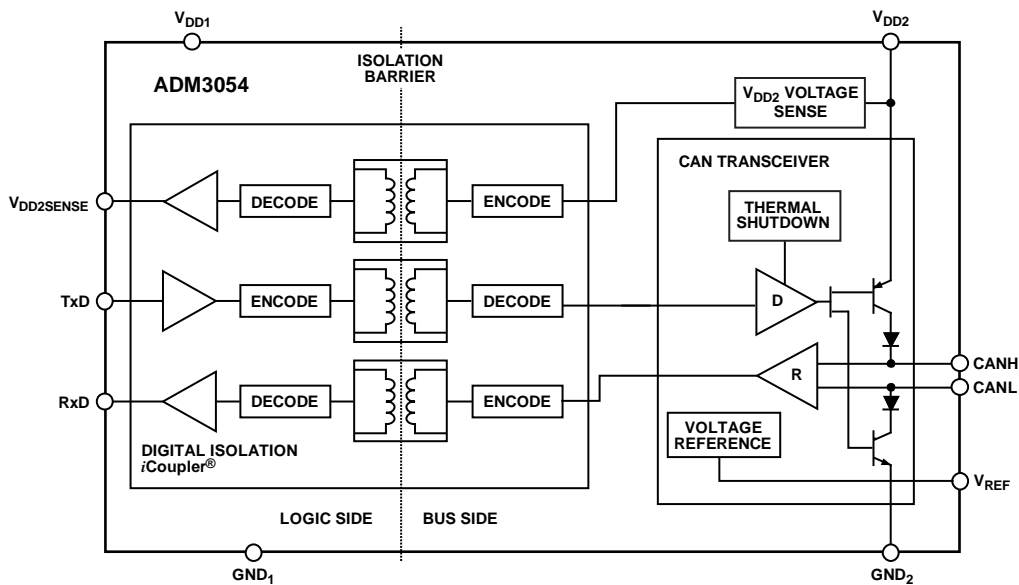 VDD1
VDD2
ADM3054
ISOLATION
BARRIER
VDD2 VOLTAGE
SENSE
CAN TRANSCEIVER
VDD2SENSE
DECODE
ENCODE
THERMAL
SHUTDOWN
TxD
ENCODE
DECODE
D
CANH
RxD
DECODE
ENCODE
R
CANL
VOLTAGE
REFERENCE
DIGITAL ISOLATION
iCoupler®
VREF
LOGIC SIDE
BUS SIDE
GND1
GND2